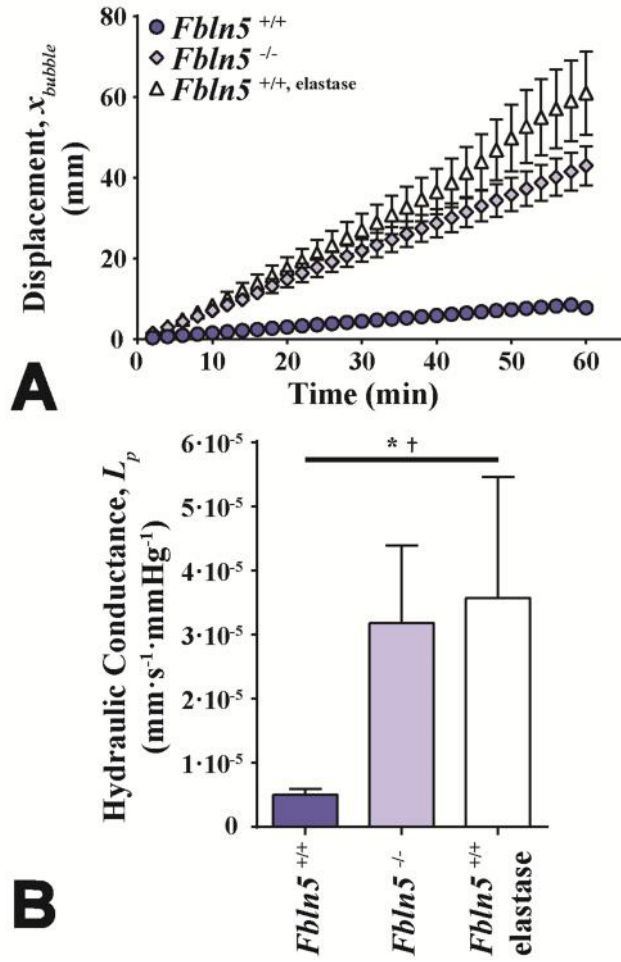 80
60
40
20
0
Displacement, x_bubble
(mm)
Fbln5 +/+
Fbln5 -/-
Fbln5 +/+, elastase
0 10 20 30 40 50 60
Time (min)
A
6·10⁻⁵
5·10⁻⁵
4·10⁻⁵
3·10⁻⁵
2·10⁻⁵
1·10⁻⁵
0
Hydraulic Conductance, L_p
(mm·s⁻¹·mmHg⁻¹)
* †
Fbln5 +/+
Fbln5 -/-
Fbln5 +/+
elastase
B